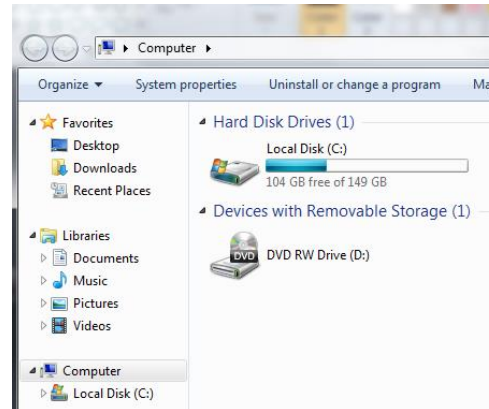 Computer
Organize System properties Uninstall or change a program Ma
Favorites
Desktop
Downloads
Recent Places
Libraries
Documents
Music
Pictures
Videos
Computer
Local Disk (C:)
Hard Disk Drives (1)
Local Disk (C:)
104 GB free of 149 GB
Devices with Removable Storage (1)
DVD
DVD RW Drive (D:)